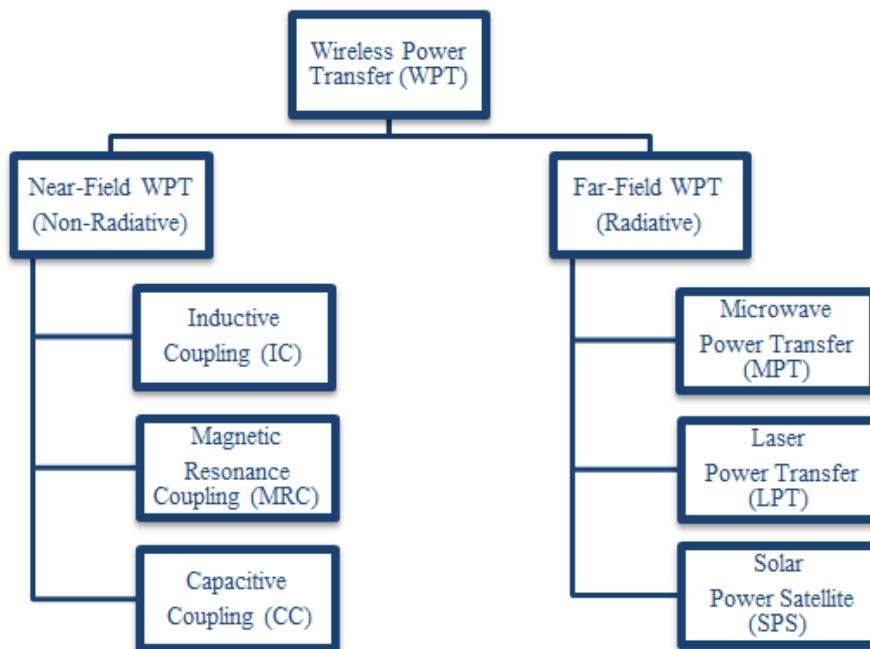 Wireless Power
Transfer (WPT)
Near-Field WPT
(Non-Radiative)
Far-Field WPT
(Radiative)
Inductive
Coupling (IC)
Magnetic
Resonance
Coupling (MRC)
Capacitive
Coupling (CC)
Microwave
Power Transfer
(MPT)
Laser
Power Transfer
(LPT)
Solar
Power Satellite
(SPS)